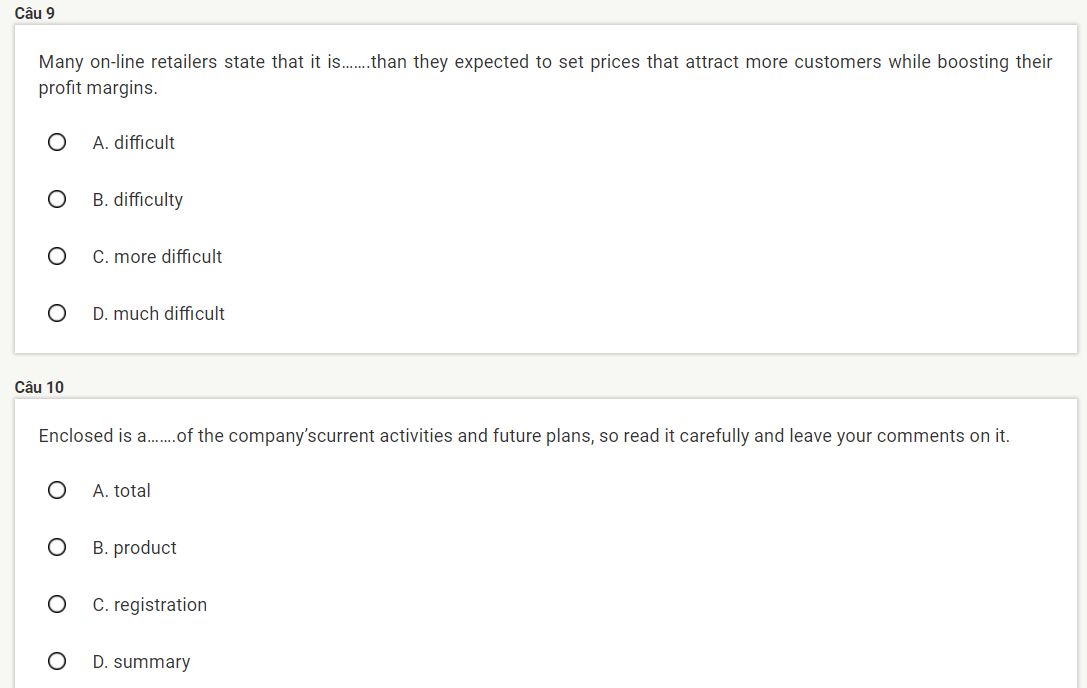 Câu 9
Many on-line retailers state that it is.......than they expected to set prices that attract more customers while boosting their
profit margins.
A. difficult
B. difficulty
C. more difficult
D. much difficult
Câu 10
Enclosed is a.......of the company’scurrent activities and future plans, so read it carefully and leave your comments on it.
A. total
B. product
C. registration
D. summary